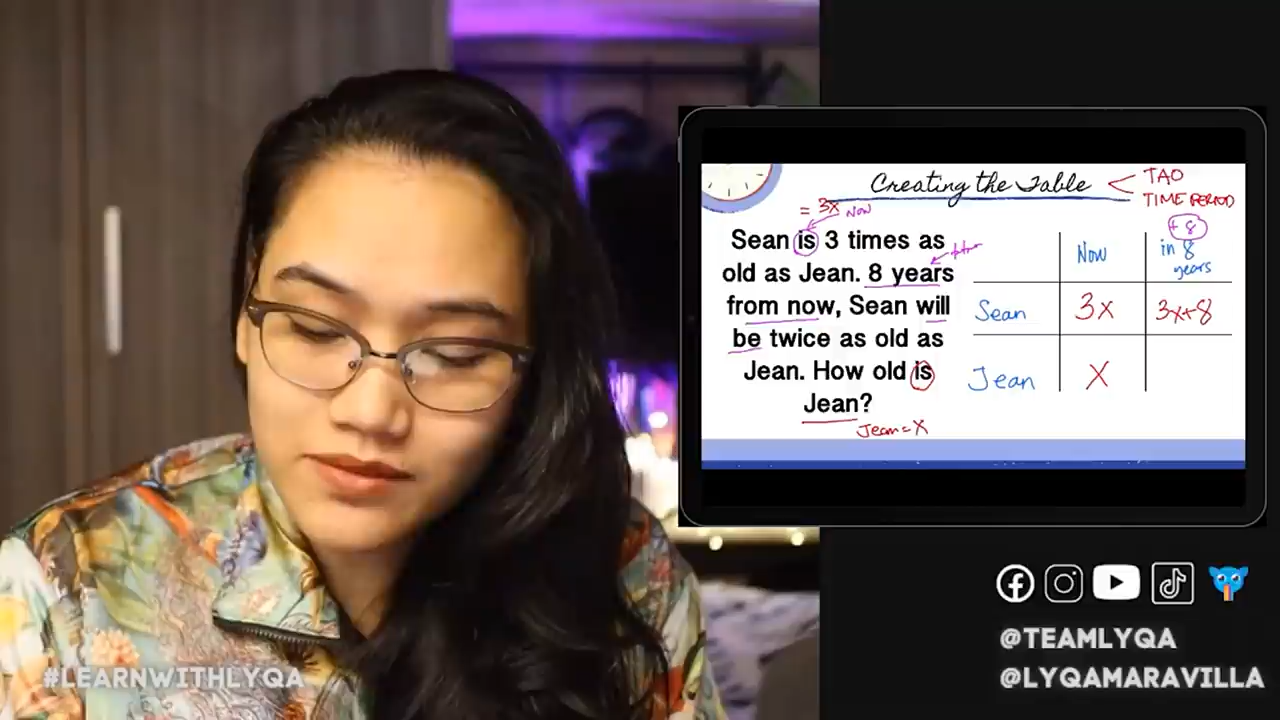 Creating the Table
TAO
TIME PERIOD
= 3x
Now
Sean is 3 times as
old as Jean. 8 years
from now, Sean will
be twice as old as
Jean. How old is
Jean?
Jean = X
+8
Now
in 8
years
Sean
3x
3x+8
Jean
X
#LEARNWITHLYQA
@TEAMLYQA
@LYQAMARAVILLA